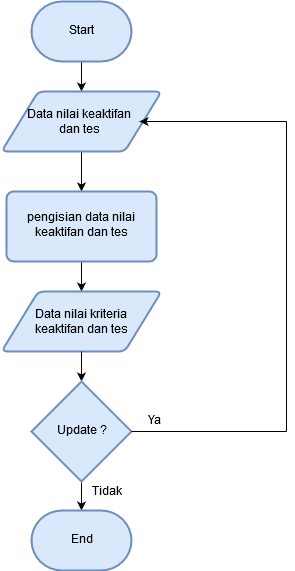 Start
Data nilai keaktifan
dan tes
pengisian data nilai
keaktifan dan tes
Data nilai kriteria
keaktifan dan tes
Update ?
Ya
Tidak
End